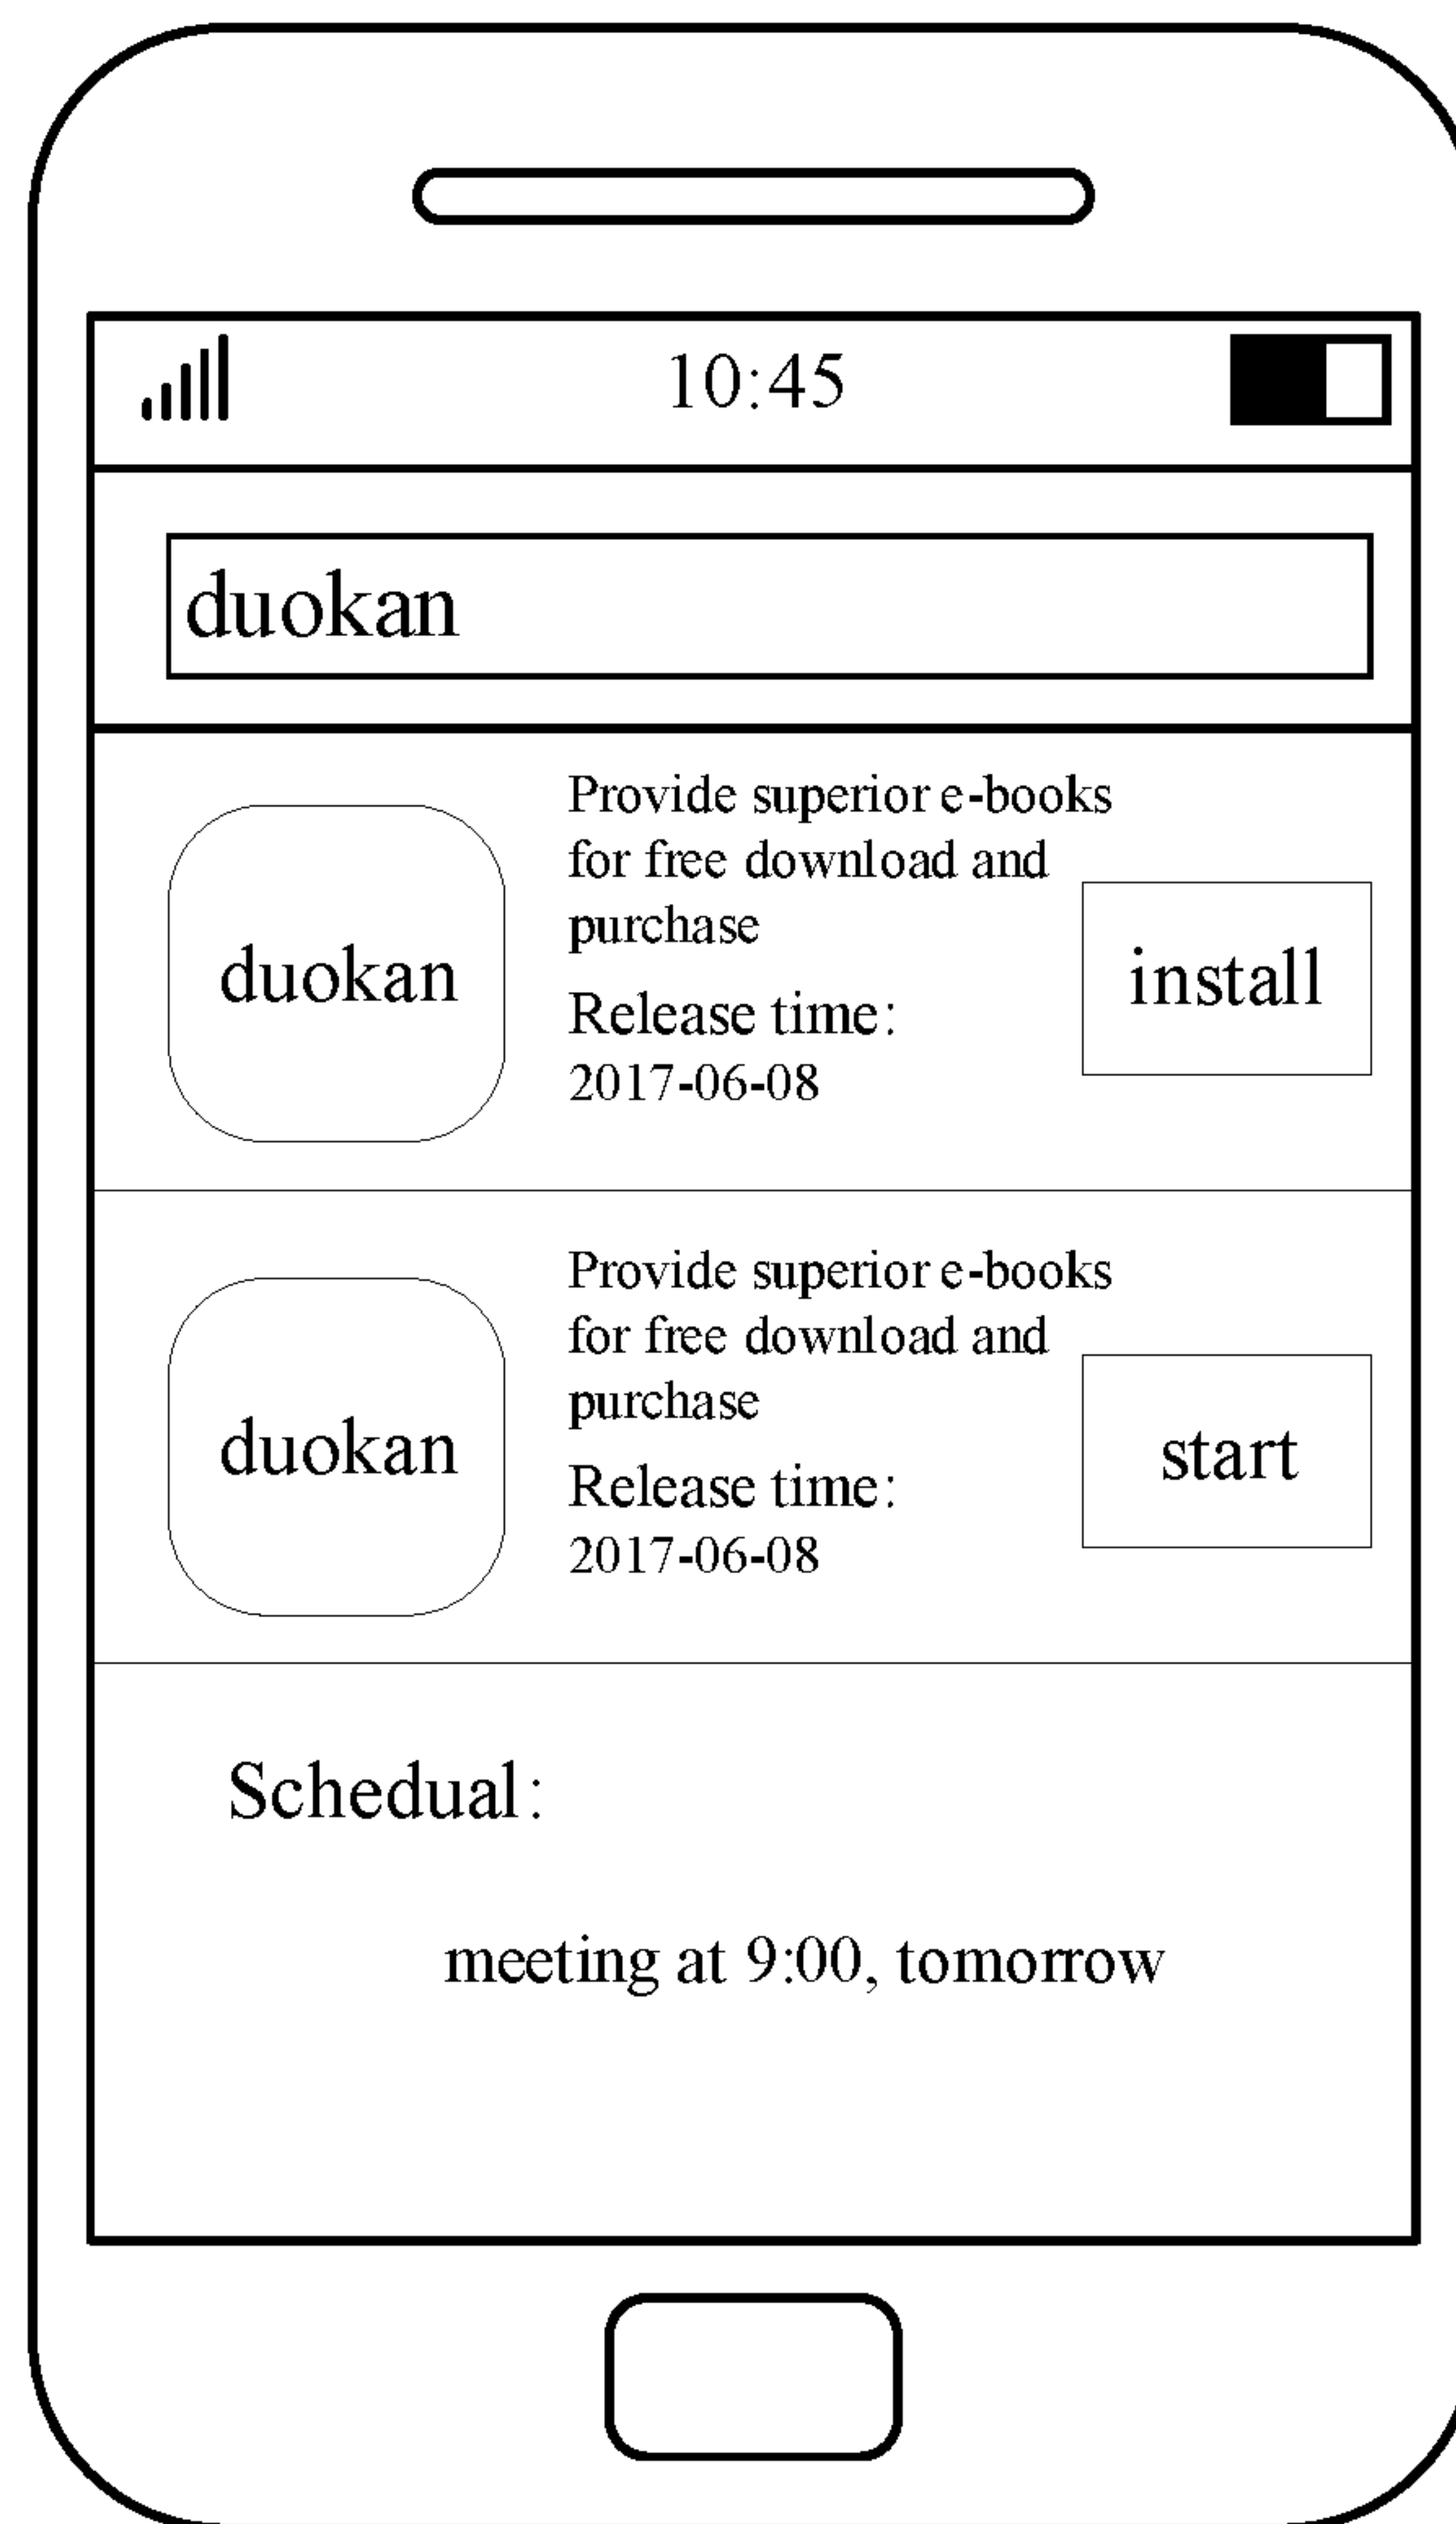 10:45
duokan
Provide superior e-books
for free download and
purchase
duokan
install
Release time:
2017-06-08
Provide superior e-books
for free download and
purchase
duokan
start
Release time:
2017-06-08
Schedual:
meeting at 9:00, tomorrow